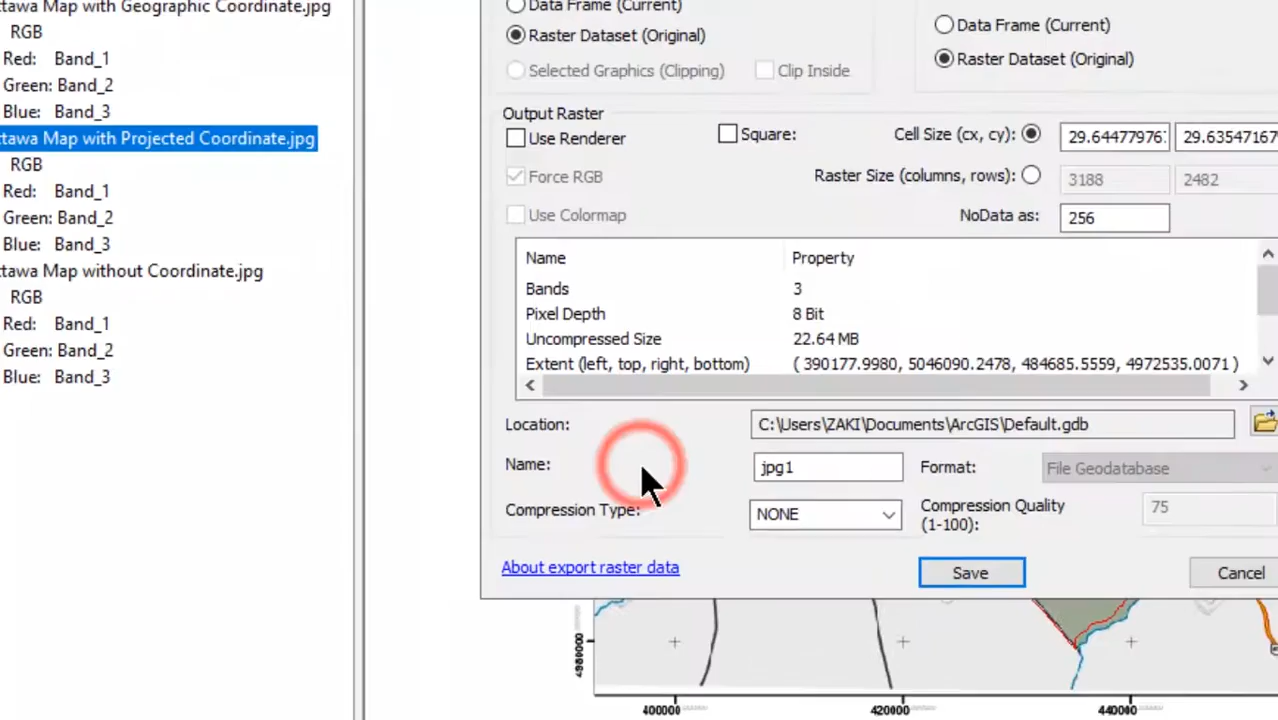 ttawa Map with Geographic Coordinate.jpg
RGB
Red: Band_1
Green: Band_2
Blue: Band_3
ttawa Map with Projected Coordinate.jpg
RGB
Red: Band_1
Green: Band_2
Blue: Band_3
ttawa Map without Coordinate.jpg
RGB
Red: Band_1
Green: Band_2
Blue: Band_3
Data Frame (Current)
Raster Dataset (Original)
Selected Graphics (Clipping) Clip Inside
Data Frame (Current)
Raster Dataset (Original)
Output Raster
Use Renderer Square: Cell Size (cx, cy): 29.644779767 29.63547167
Force RGB Raster Size (columns, rows): 3188 2482
Use Colormap NoData as: 256
Name Property
Bands 3
Pixel Depth 8 Bit
Uncompressed Size 22.64 MB
Extent (left, top, right, bottom) ( 390177.9980, 5046090.2478, 484685.5559, 4972535.0071 )
Location: C:\Users\ZAKI\Documents\ArcGIS\Default.gdb
Name: jpg1 Format: File Geodatabase
Compression Type: NONE Compression Quality (1-100): 75
About export raster data Save Cancel
4980000
400000 420000 440000